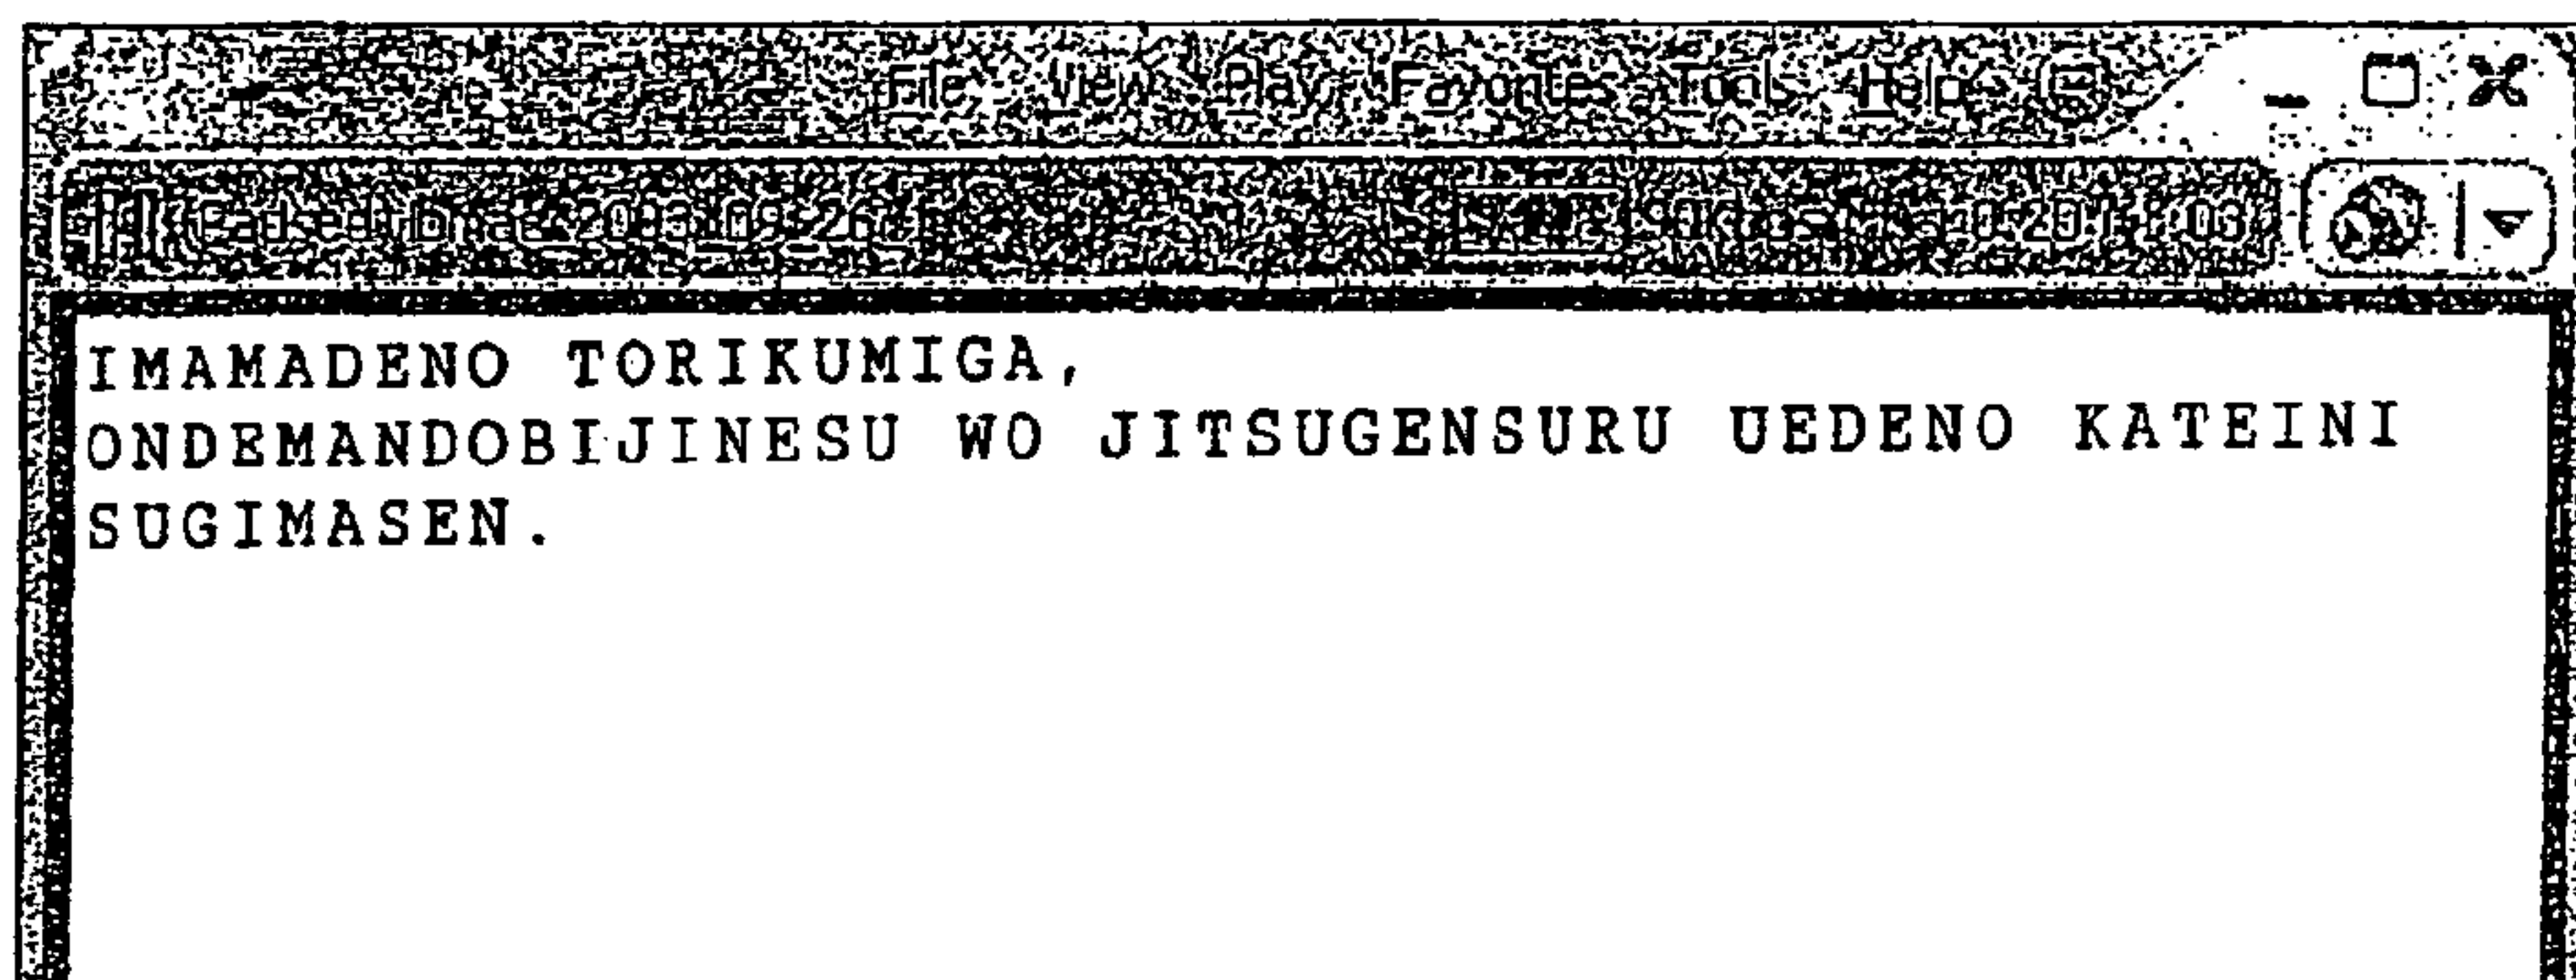 File View Play Favorites Tools Help
IMAMADENO TORIKUMIGA,
ONDEMANDOBIJINESU WO JITSUGENSURU UEDENO KATEINI
SUGIMASEN.